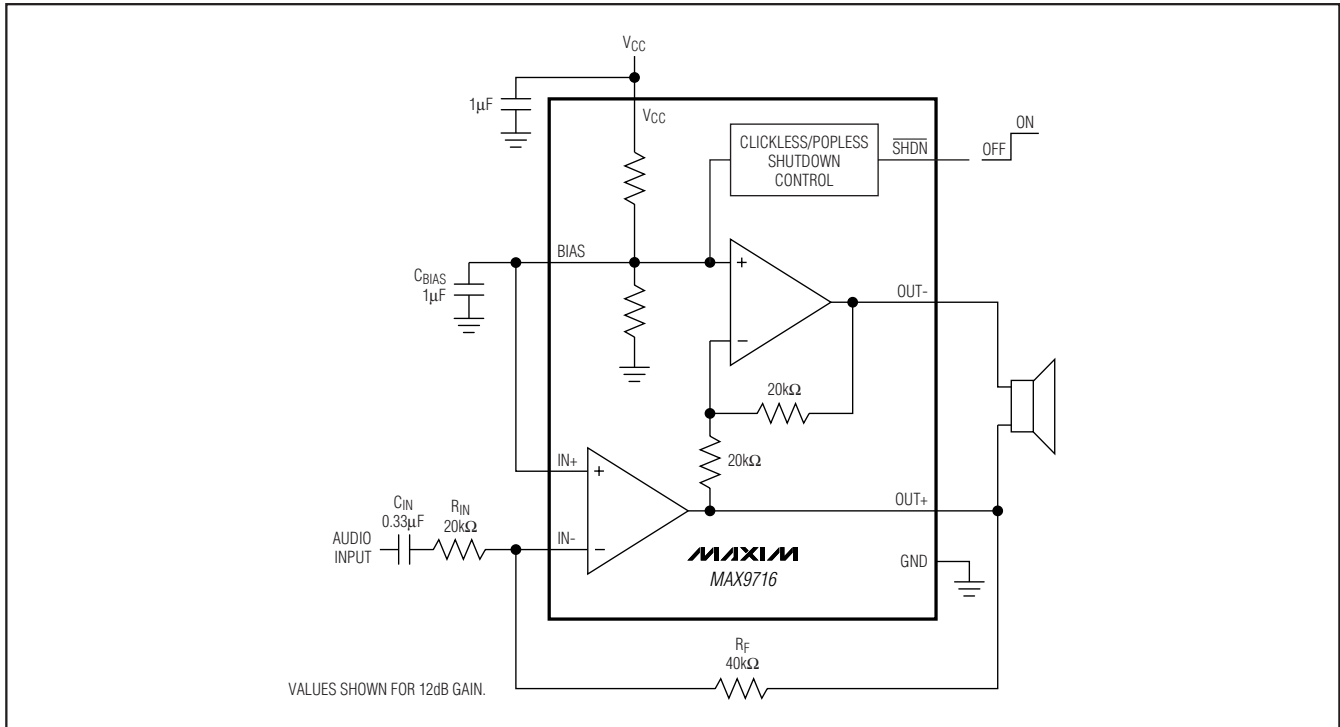 VCC
1µF
VCC
CLICKLESS/POPLESS
SHUTDOWN
CONTROL
SHDN
OFF
ON
BIAS
CBIAS
1µF
+
−
OUT-
20kΩ
20kΩ
IN+
+
OUT+
CIN
0.33µF
RIN
20kΩ
AUDIO
INPUT
IN-
−
MAXIM
MAX9716
GND
RF
40kΩ
VALUES SHOWN FOR 12dB GAIN.